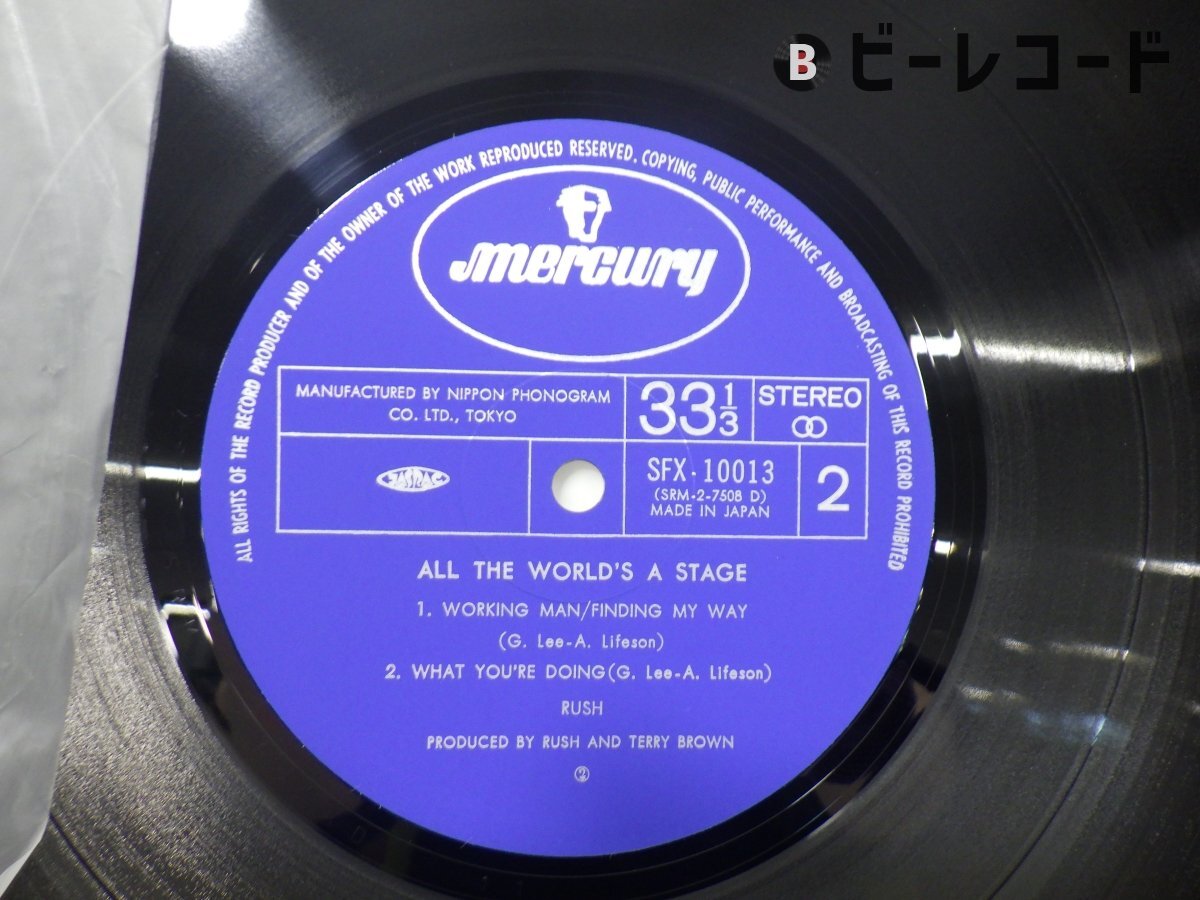 B ビーレコード
ALL RIGHTS OF THE RECORD PRODUCER AND OF THE OWNER OF THE WORK REPRODUCED RESERVED. COPYING, PUBLIC PERFORMANCE AND BROADCASTING OF THIS RECORD PROHIBITED
mercury
MANUFACTURED BY NIPPON PHONOGRAM
CO. LTD., TOKYO
33 1/3
STEREO
JASRAC
SFX-10013
(SRM-2-7508 D)
MADE IN JAPAN
2
ALL THE WORLD'S A STAGE
1. WORKING MAN/FINDING MY WAY
(G. Lee-A. Lifeson)
2. WHAT YOU'RE DOING(G. Lee-A. Lifeson)
RUSH
PRODUCED BY RUSH AND TERRY BROWN
②